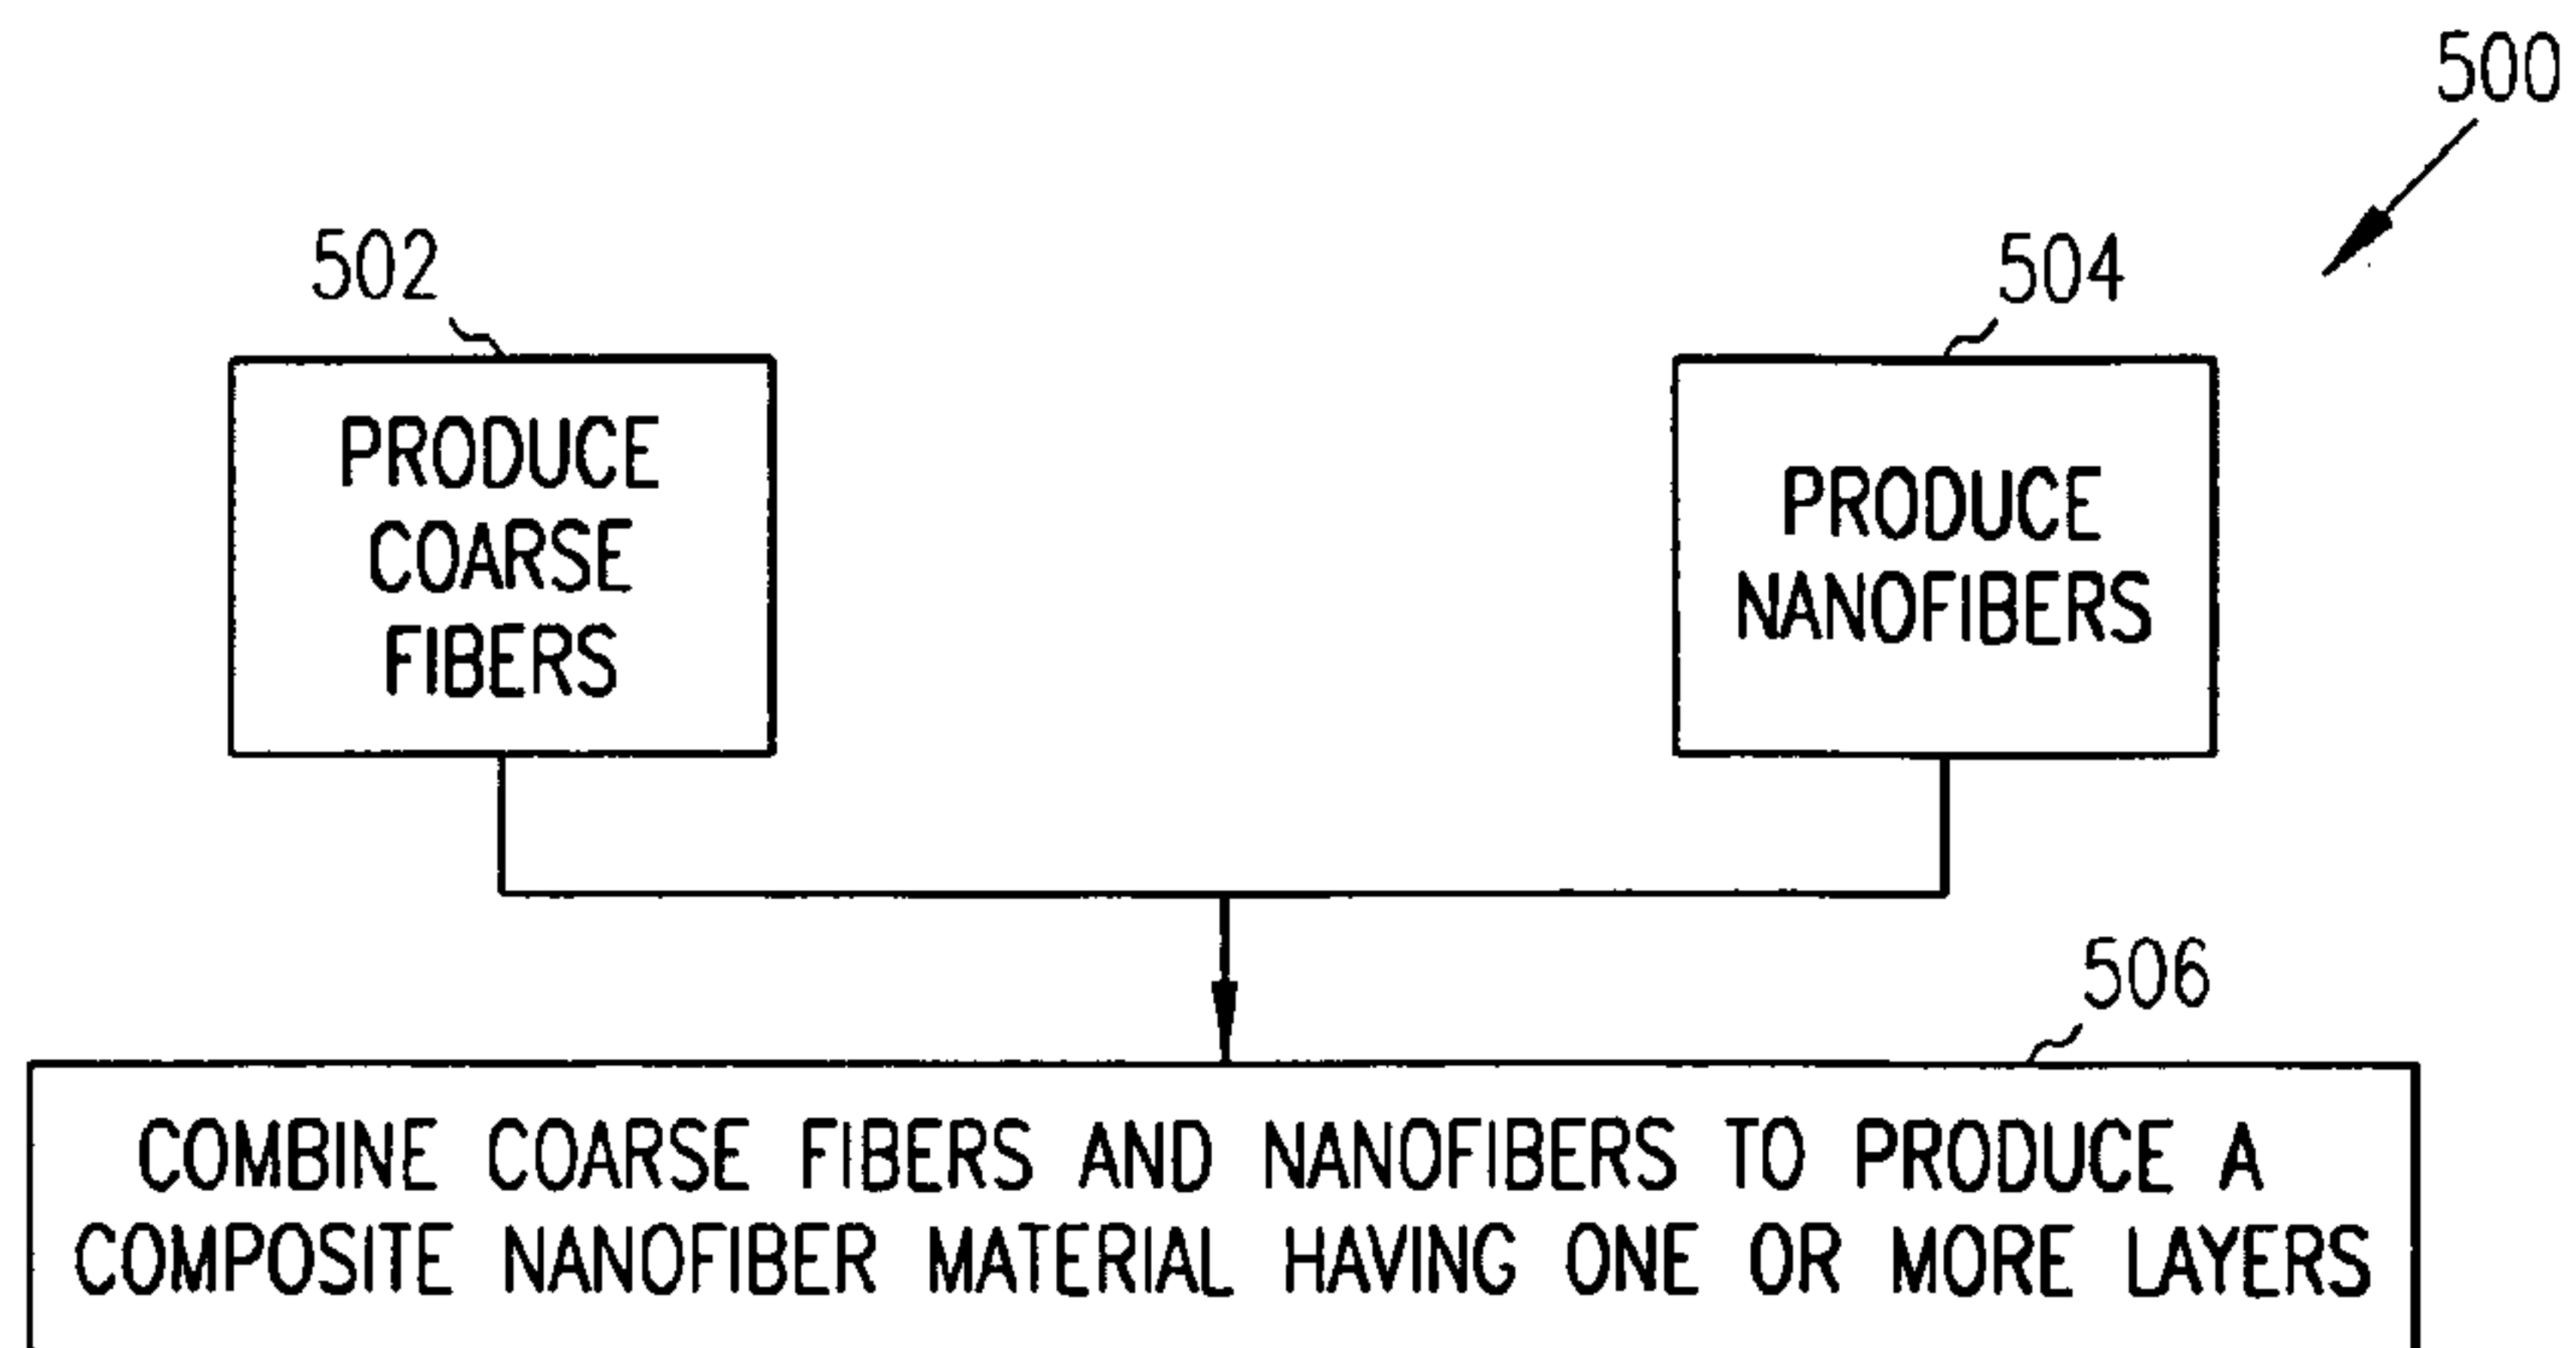 500
502
504
PRODUCE
COARSE
FIBERS
PRODUCE
NANOFIBERS
506
COMBINE COARSE FIBERS AND NANOFIBERS TO PRODUCE A
COMPOSITE NANOFIBER MATERIAL HAVING ONE OR MORE LAYERS